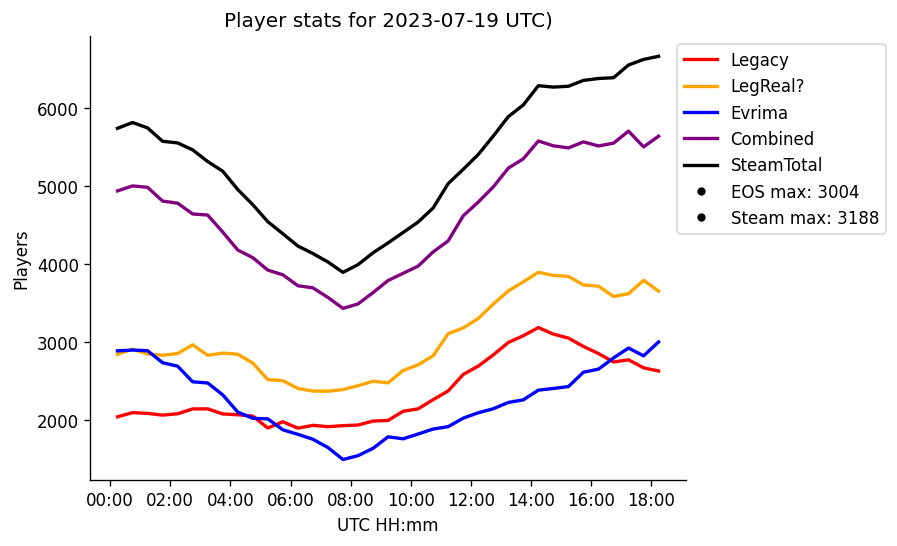 Player stats for 2023-07-19 UTC)
Legacy
LegReal?
Evrima
Combined
SteamTotal
EOS max: 3004
Steam max: 3188
Players
6000
5000
4000
3000
2000
00:00 02:00 04:00 06:00 08:00 10:00 12:00 14:00 16:00 18:00
UTC HH:mm